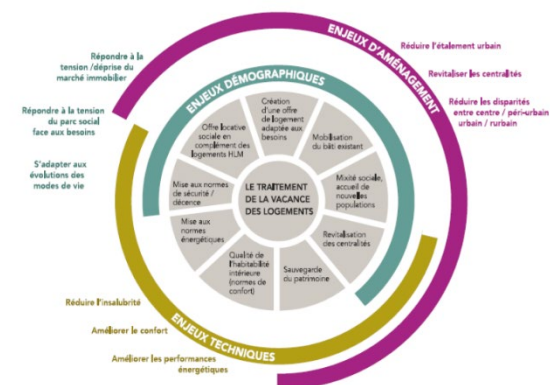 ENJEUX D'AMÉNAGEMENT
Réduire l'étalement urbain
Revitaliser les centralités
Réduire les disparités
entre centre / péri-urbain
urbain / rurbain
ENJEUX DÉMOGRAPHIQUES
Répondre à la
tension /déprise du
marché immobilier
Répondre à la tension
du parc social
face aux besoins
S'adapter aux
évolutions des
modes de vie
Création
d'une offre
de logement
adaptée aux
besoins
Mobilisation
du bâti existant
Mixité sociale,
accueil de
nouvelles
populations
Revitalisation
des centralités
Sauvegarde
du patrimoine
Qualité de
l'habitabilité
intérieure
(normes de
confort)
Mise aux
normes
énergétiques
Mise aux normes
de sécurité /
décence
Offre locative
sociale en
complément des
logements HLM
LE TRAITEMENT
DE LA VACANCE
DES LOGEMENTS
ENJEUX TECHNIQUES
Réduire l'insalubrité
Améliorer le confort
Améliorer les performances
énergétiques